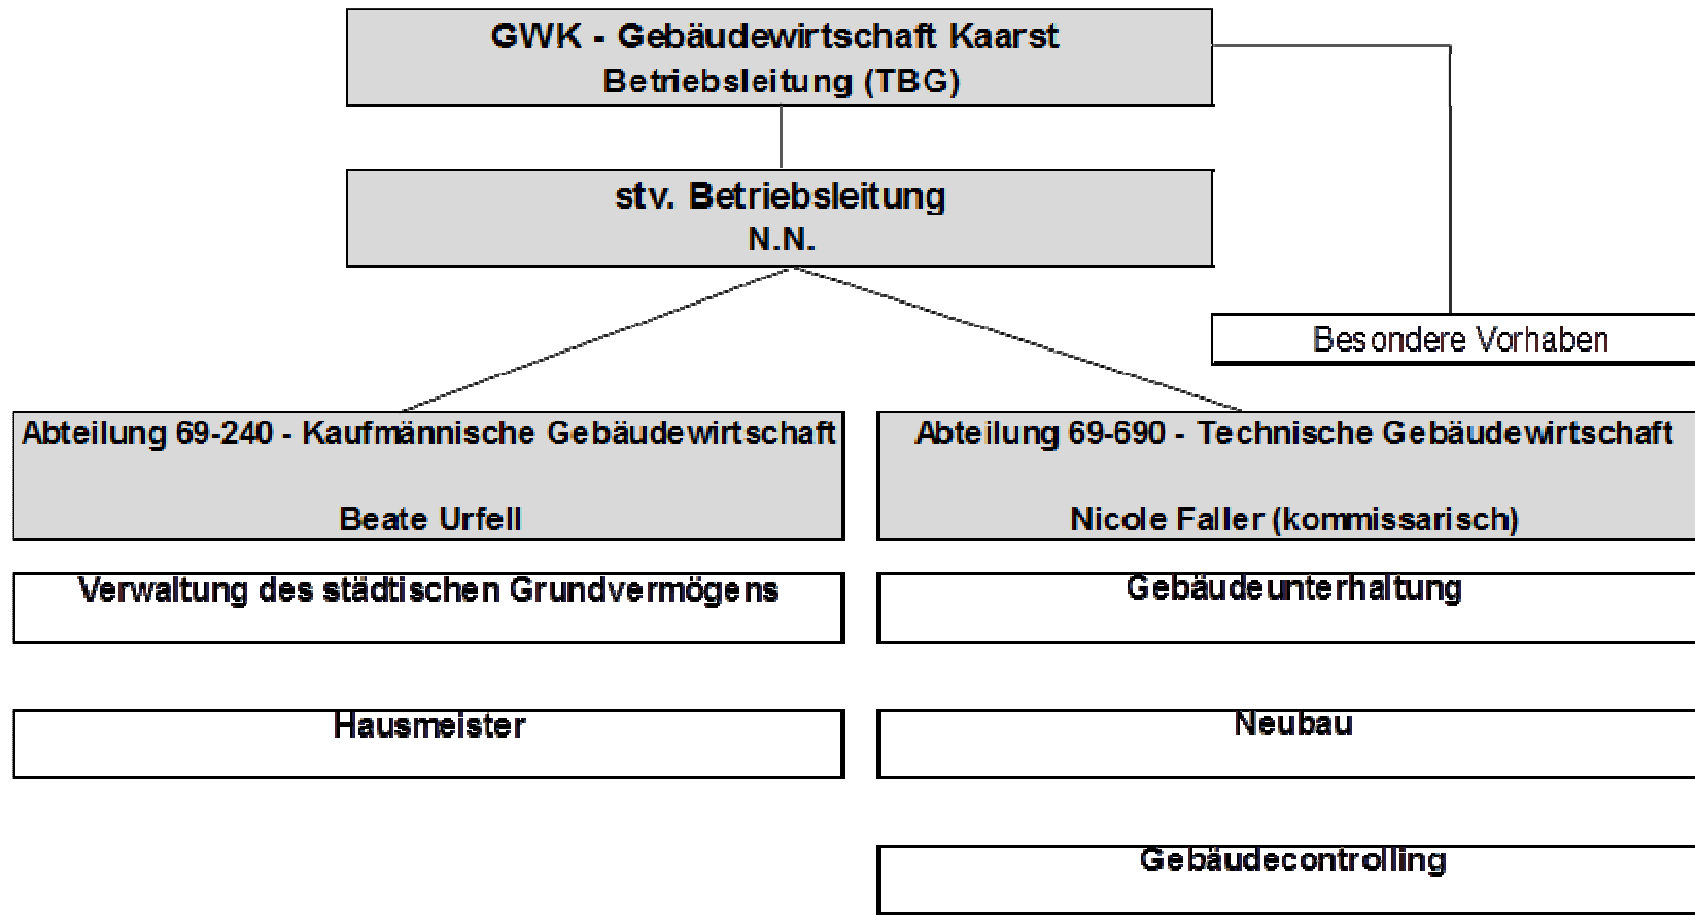 GWK - Gebäudewirtschaft Kaarst
Betriebsleitung (TBG)
stv. Betriebsleitung
N.N.
Besondere Vorhaben
Abteilung 69-240 - Kaufmännische Gebäudewirtschaft
Beate Urfell
Verwaltung des städtischen Grundvermögens
Hausmeister
Abteilung 69-690 - Technische Gebäudewirtschaft
Nicole Faller (kommissarisch)
Gebäudeunterhaltung
Neubau
Gebäudecontrolling